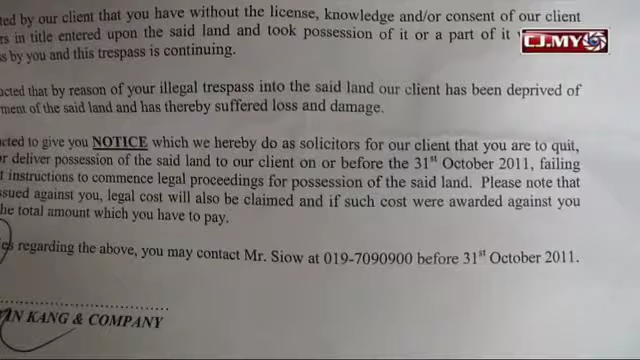 ted by our client that you have without the license, knowledge and/or consent of our client
rs in title entered upon the said land and took possession of it or a part of it
CJ.MY
s by you and this trespass is continuing.
ucted that by reason of your illegal trespass into the said land our client has been deprived of
ment of the said land and has thereby suffered loss and damage.
ucted to give you NOTICE which we hereby do as solicitors for our client that you are to quit,
or deliver possession of the said land to our client on or before the 31st October 2011, failing
t instructions to commence legal proceedings for possession of the said land. Please note that
ssued against you, legal cost will also be claimed and if such cost were awarded against you
he total amount which you have to pay.
es regarding the above, you may contact Mr. Siow at 019-7090900 before 31st October 2011.
KANG & COMPANY